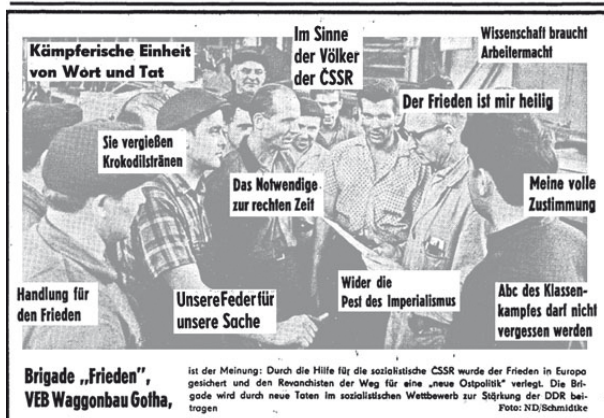 Kämpferische Einheit
von Wort und Tat
Im Sinne
der Völker
der ČSSR
Wissenschaft braucht
Arbeitermacht
Der Frieden ist mir heilig
Sie vergießen
Krokodilstränen
Das Notwendige
zur rechten Zeit
Meine volle
Zustimmung
Handlung für
den Frieden
Unsere Feder für
unsere Sache
Wider die
Pest des Imperialismus
Abc des Klassen-
kampfes darf nicht
vergessen werden
Brigade „Frieden",
VEB Waggonbau Gotha,
ist der Meinung: Durch die Hilfe für die sozialistische ČSSR wurde der Frieden in Europa
gesichert und den Revanchisten der Weg für eine „neue Ostpolitik" verlegt. Die Bri-
gade wird durch neue Taten im sozialistischen Wettbewerb zur Stärkung der DDR bei-
tragen
Foto: ND/Schmidtke